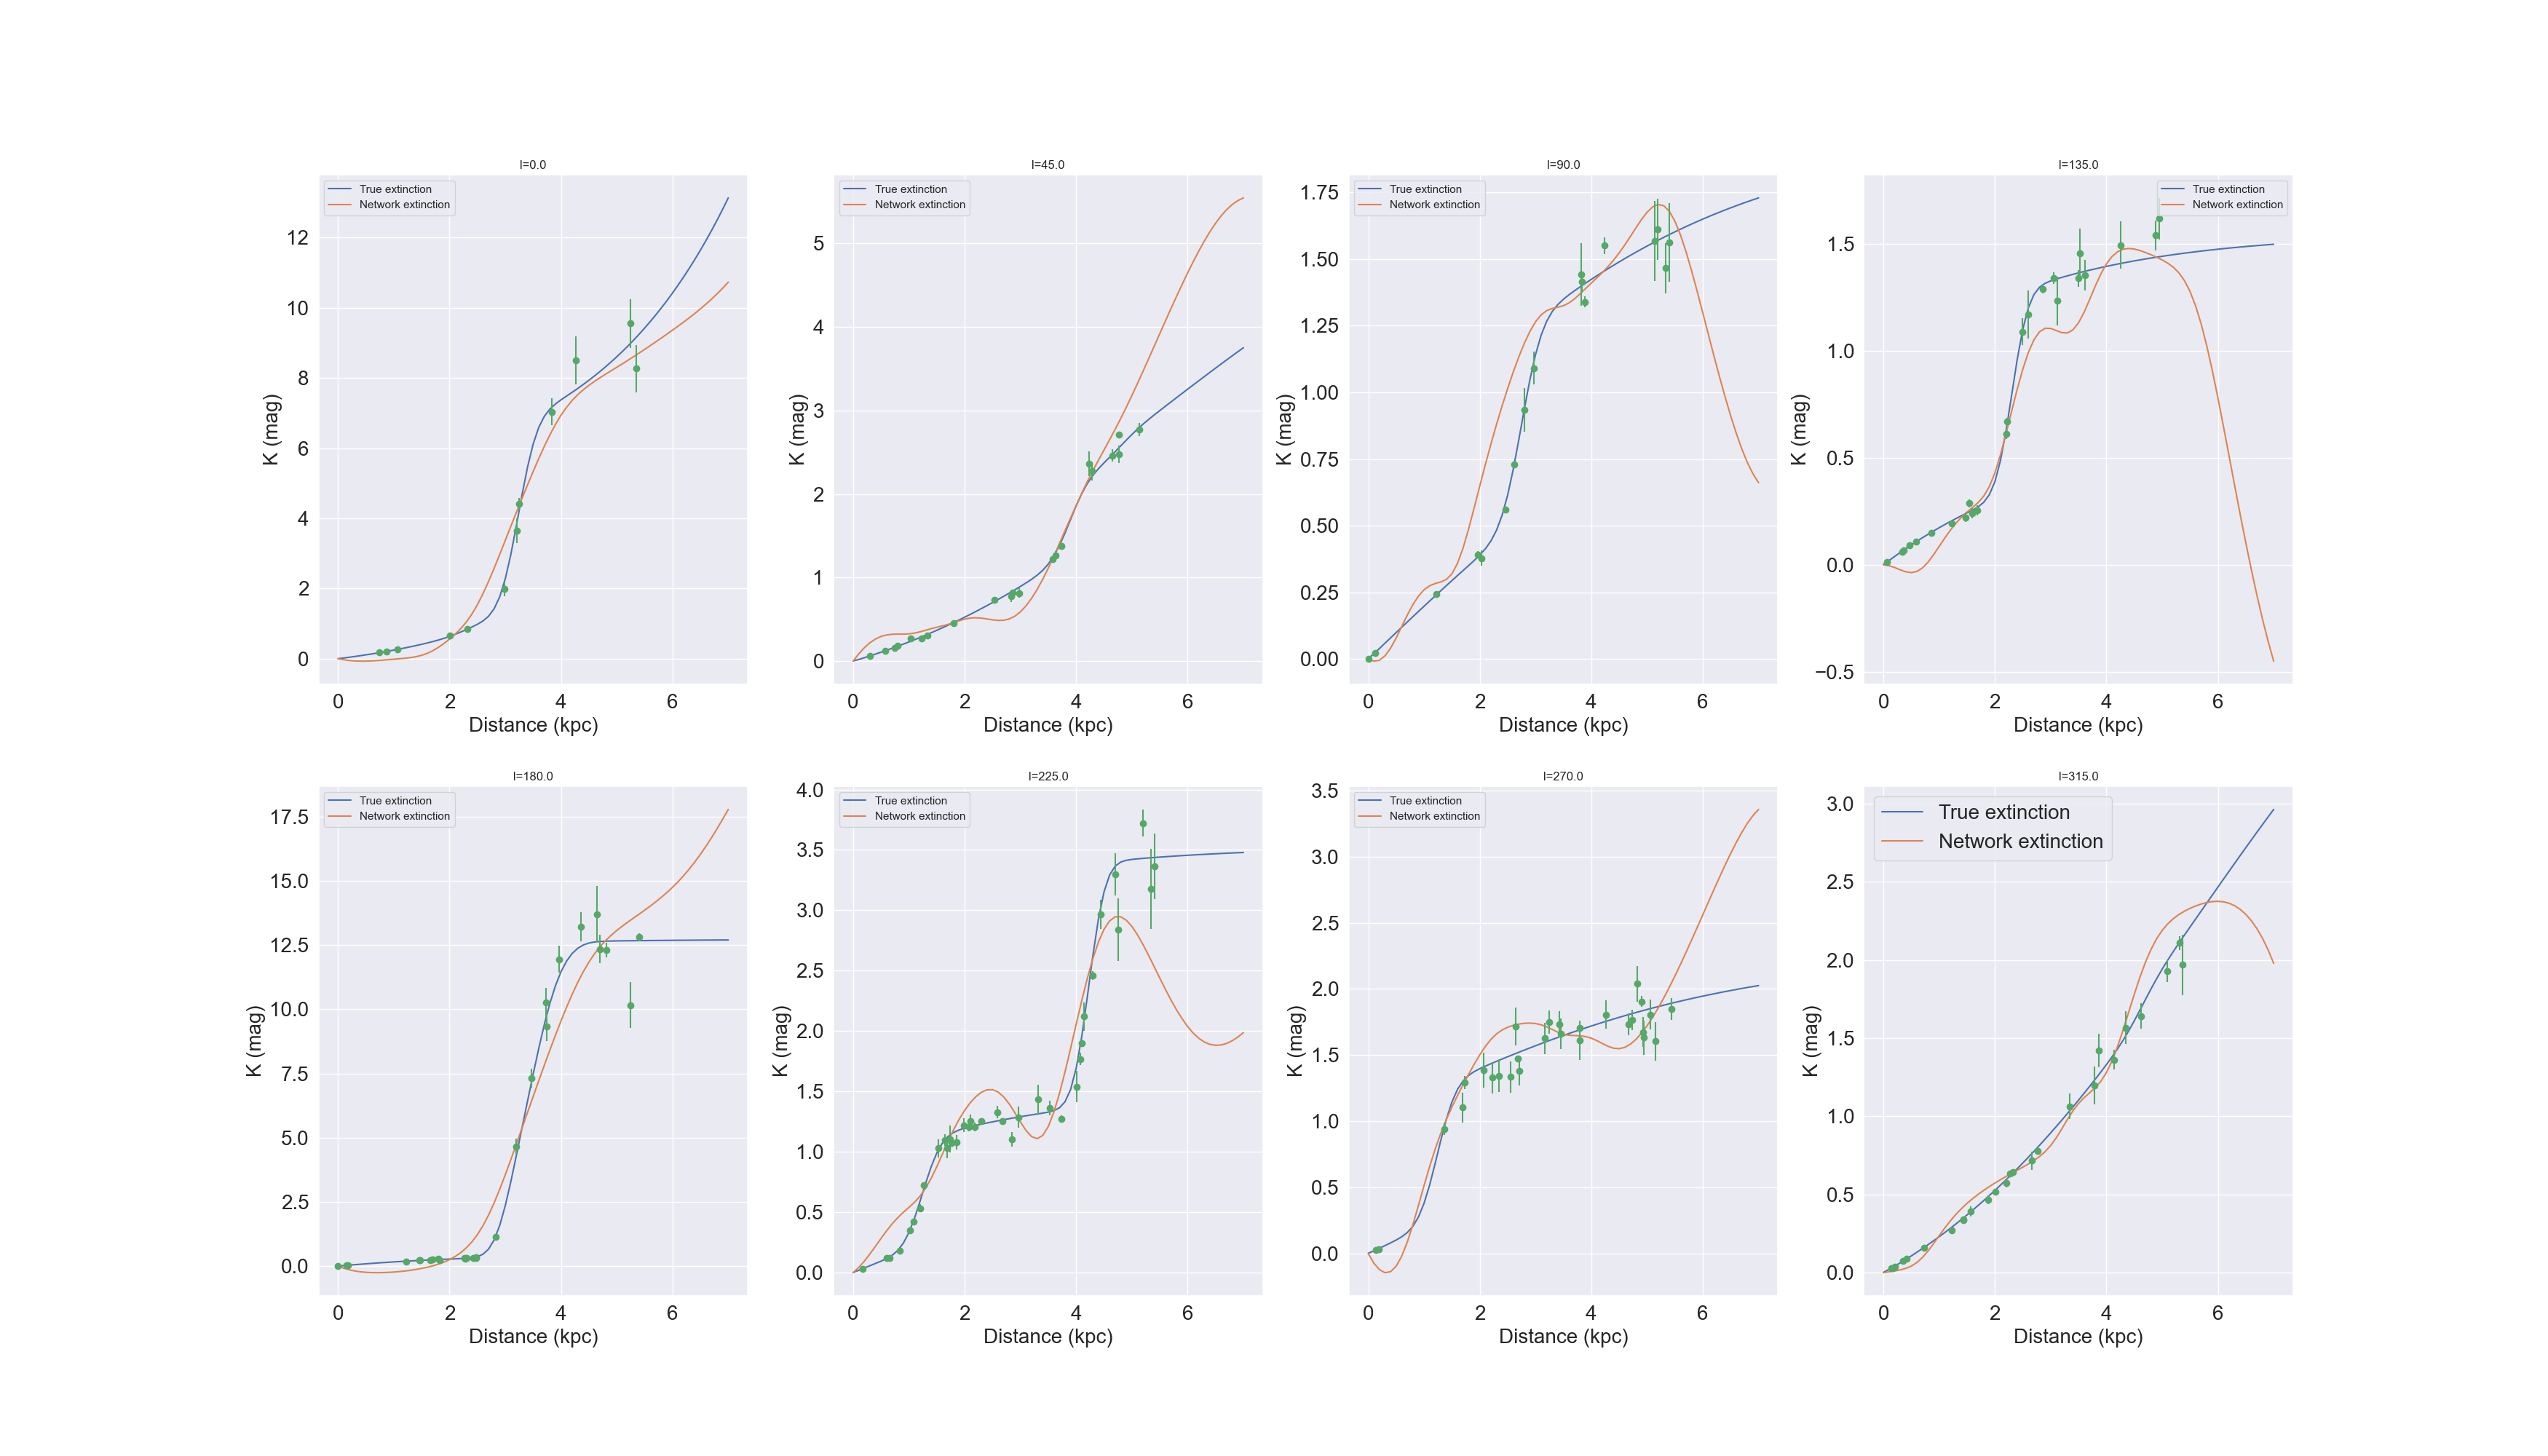 l=0.0
True extinction
Network extinction
12
10
8
6
4
2
0
K (mag)
0 2 4 6
Distance (kpc)
l=45.0
True extinction
Network extinction
5
4
3
2
1
0
K (mag)
0 2 4 6
Distance (kpc)
l=90.0
True extinction
Network extinction
1.75
1.50
1.25
1.00
0.75
0.50
0.25
0.00
K (mag)
0 2 4 6
Distance (kpc)
l=135.0
True extinction
Network extinction
1.5
1.0
0.5
0.0
−0.5
K (mag)
0 2 4 6
Distance (kpc)
l=180.0
True extinction
Network extinction
17.5
15.0
12.5
10.0
7.5
5.0
2.5
0.0
K (mag)
0 2 4 6
Distance (kpc)
l=225.0
True extinction
Network extinction
4.0
3.5
3.0
2.5
2.0
1.5
1.0
0.5
0.0
K (mag)
0 2 4 6
Distance (kpc)
l=270.0
True extinction
Network extinction
3.5
3.0
2.5
2.0
1.5
1.0
0.5
0.0
K (mag)
0 2 4 6
Distance (kpc)
l=315.0
True extinction
Network extinction
3.0
2.5
2.0
1.5
1.0
0.5
0.0
K (mag)
0 2 4 6
Distance (kpc)